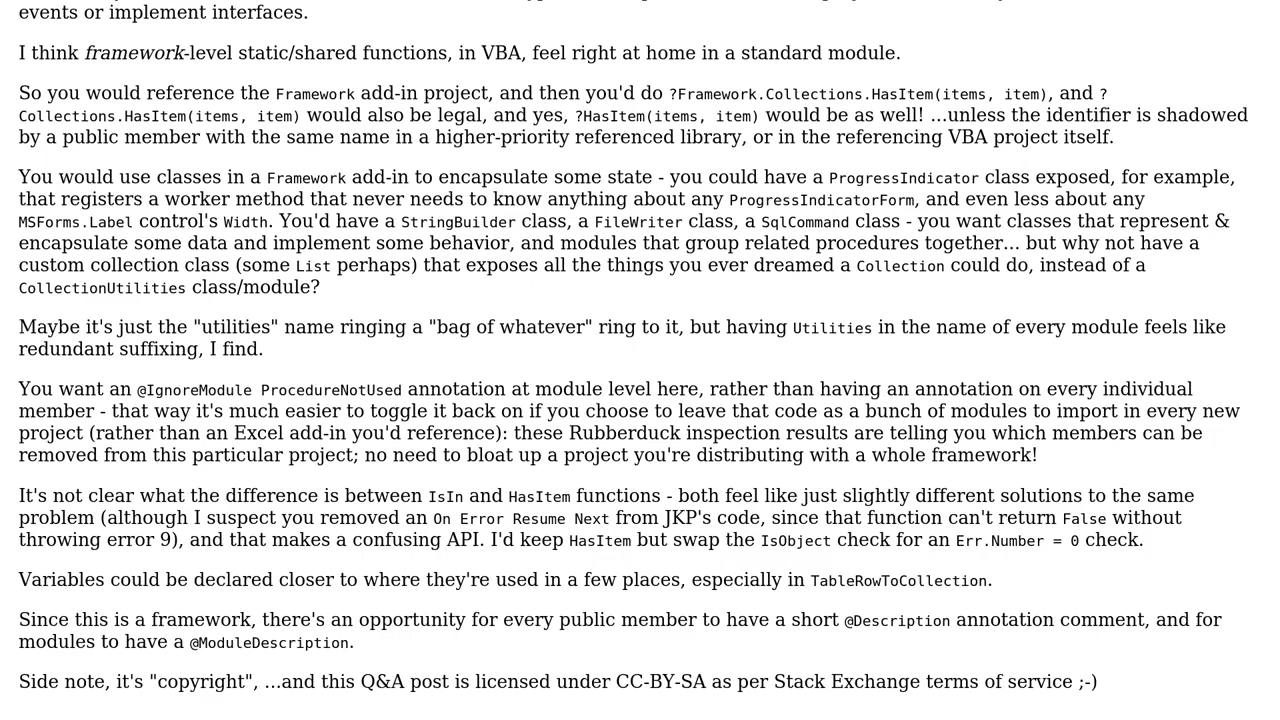 events or implement interfaces.
I think framework-level static/shared functions, in VBA, feel right at home in a standard module.
So you would reference the Framework add-in project, and then you'd do ?Framework.Collections.HasItem(items, item), and ?
Collections.HasItem(items, item) would also be legal, and yes, ?HasItem(items, item) would be as well! ...unless the identifier is shadowed
by a public member with the same name in a higher-priority referenced library, or in the referencing VBA project itself.
You would use classes in a Framework add-in to encapsulate some state - you could have a ProgressIndicator class exposed, for example,
that registers a worker method that never needs to know anything about any ProgressIndicatorForm, and even less about any
MSForms.Label control's Width. You'd have a StringBuilder class, a FileWriter class, a SqlCommand class - you want classes that represent &
encapsulate some data and implement some behavior, and modules that group related procedures together... but why not have a
custom collection class (some List perhaps) that exposes all the things you ever dreamed a Collection could do, instead of a
CollectionUtilities class/module?
Maybe it's just the "utilities" name ringing a "bag of whatever" ring to it, but having Utilities in the name of every module feels like
redundant suffixing, I find.
You want an @IgnoreModule ProcedureNotUsed annotation at module level here, rather than having an annotation on every individual
member - that way it's much easier to toggle it back on if you choose to leave that code as a bunch of modules to import in every new
project (rather than an Excel add-in you'd reference): these Rubberduck inspection results are telling you which members can be
removed from this particular project; no need to bloat up a project you're distributing with a whole framework!
It's not clear what the difference is between IsIn and HasItem functions - both feel like just slightly different solutions to the same
problem (although I suspect you removed an On Error Resume Next from JKP's code, since that function can't return False without
throwing error 9), and that makes a confusing API. I'd keep HasItem but swap the IsObject check for an Err.Number = 0 check.
Variables could be declared closer to where they're used in a few places, especially in TableRowToCollection.
Since this is a framework, there's an opportunity for every public member to have a short @Description annotation comment, and for
modules to have a @ModuleDescription.
Side note, it's "copyright", ...and this Q&A post is licensed under CC-BY-SA as per Stack Exchange terms of service ;-)